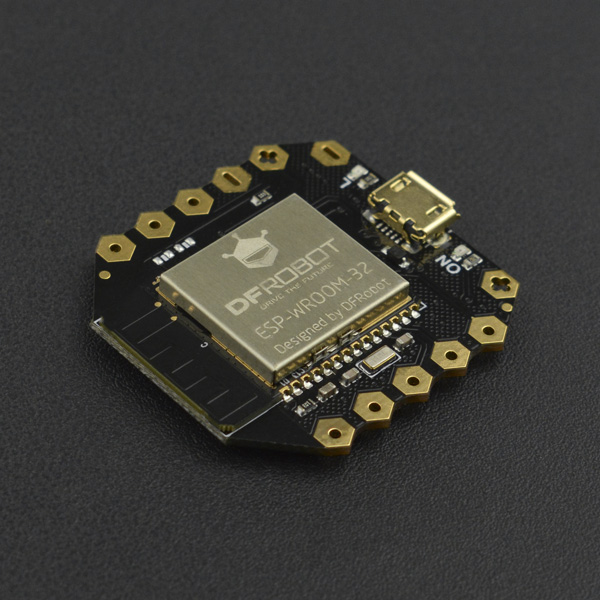 DFROBOT
DRIVE THE FUTURE
ESP-WROOM-32
Designed by DFRobot
L
ON